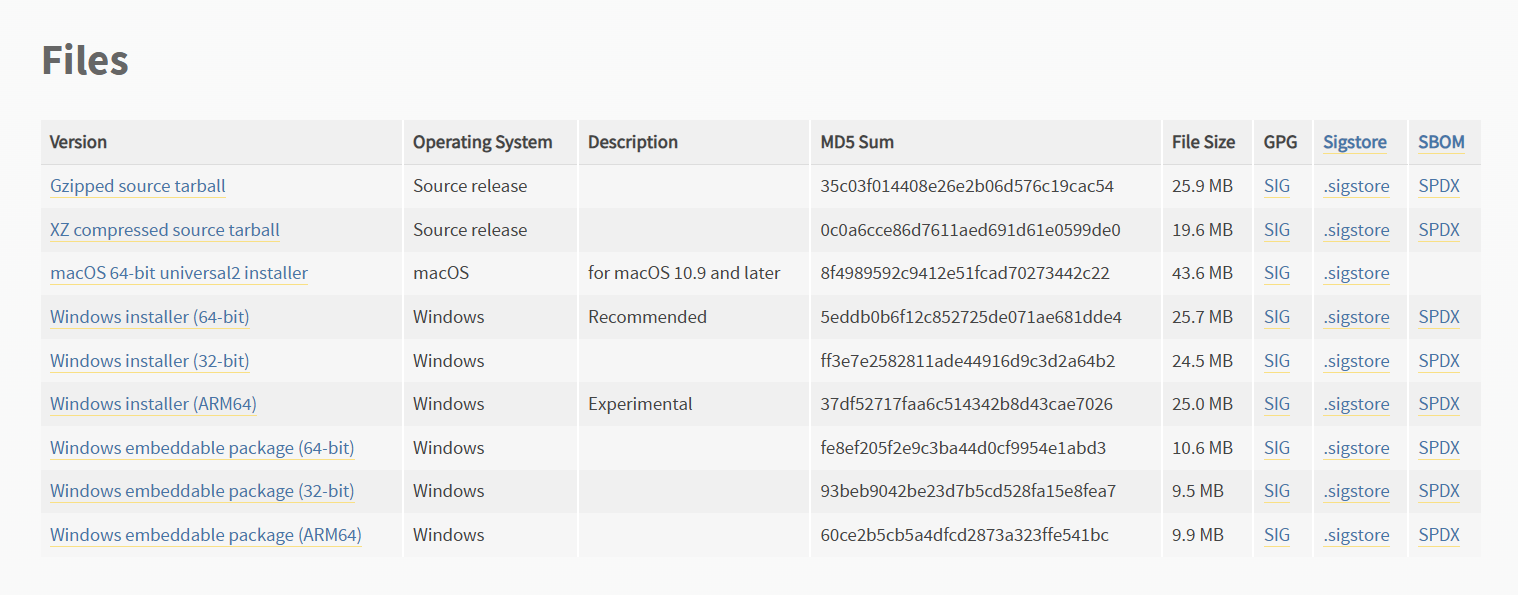 Files
Version Operating System Description MD5 Sum File Size GPG Sigstore SBOM
Gzipped source tarball Source release 35c03f014408e26e2b06d576c19cac54 25.9 MB SIG .sigstore SPDX
XZ compressed source tarball Source release 0c0a6cce86d7611aed691d61e0599de0 19.6 MB SIG .sigstore SPDX
macOS 64-bit universal2 installer macOS for macOS 10.9 and later 8f4989592c9412e51fcad70273442c22 43.6 MB SIG .sigstore
Windows installer (64-bit) Windows Recommended 5eddb0b6f12c852725de071ae681dde4 25.7 MB SIG .sigstore SPDX
Windows installer (32-bit) Windows ff3e7e2582811ade44916d9c3d2a64b2 24.5 MB SIG .sigstore SPDX
Windows installer (ARM64) Windows Experimental 37df52717faa6c514342b8d43cae7026 25.0 MB SIG .sigstore SPDX
Windows embeddable package (64-bit) Windows fe8ef205f2e9c3ba44d0cf9954e1abd3 10.6 MB SIG .sigstore SPDX
Windows embeddable package (32-bit) Windows 93beb9042be23d7b5cd528fa15e8fea7 9.5 MB SIG .sigstore SPDX
Windows embeddable package (ARM64) Windows 60ce2b5cb5a4dfcd2873a323ffe541bc 9.9 MB SIG .sigstore SPDX